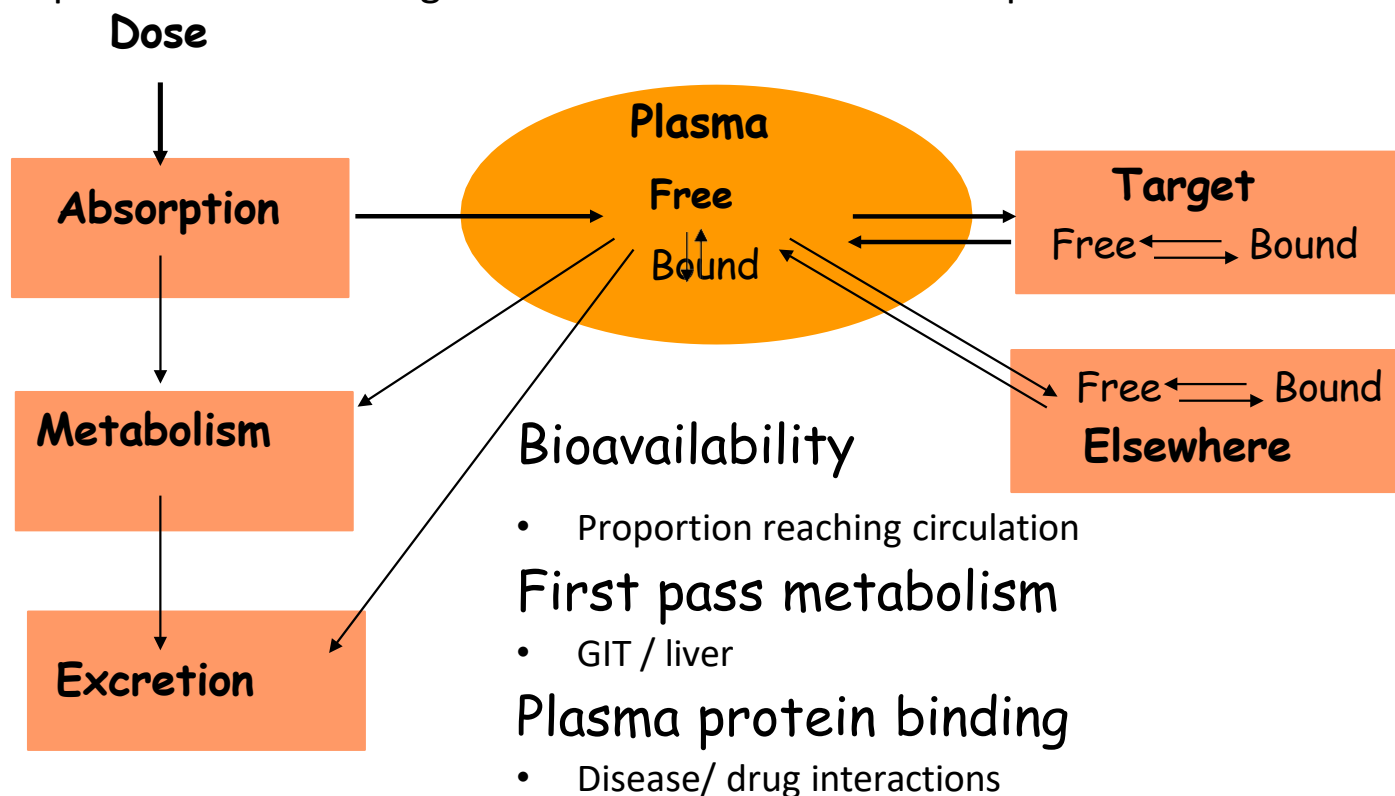 Dose
Plasma
Free
Bound
Absorption
Target
Free Bound
Free Bound
Elsewhere
Metabolism
Excretion
Bioavailability
• Proportion reaching circulation
First pass metabolism
• GIT / liver
Plasma protein binding
• Disease/ drug interactions